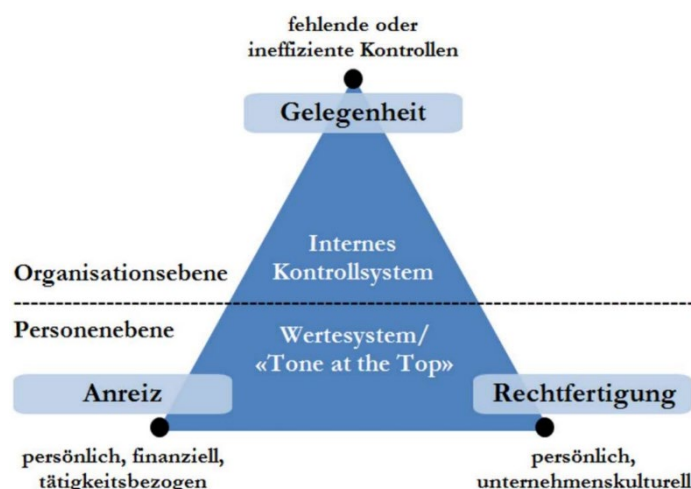 fehlende oder
ineffiziente Kontrollen
Gelegenheit
Internes
Kontrollsystem
Organisationsebene
Personenebene
Wertesystem/
«Tone at the Top»
Anreiz
Rechtfertigung
persönlich, finanziell,
tätigkeitsbezogen
persönlich,
unternehmenskulturell